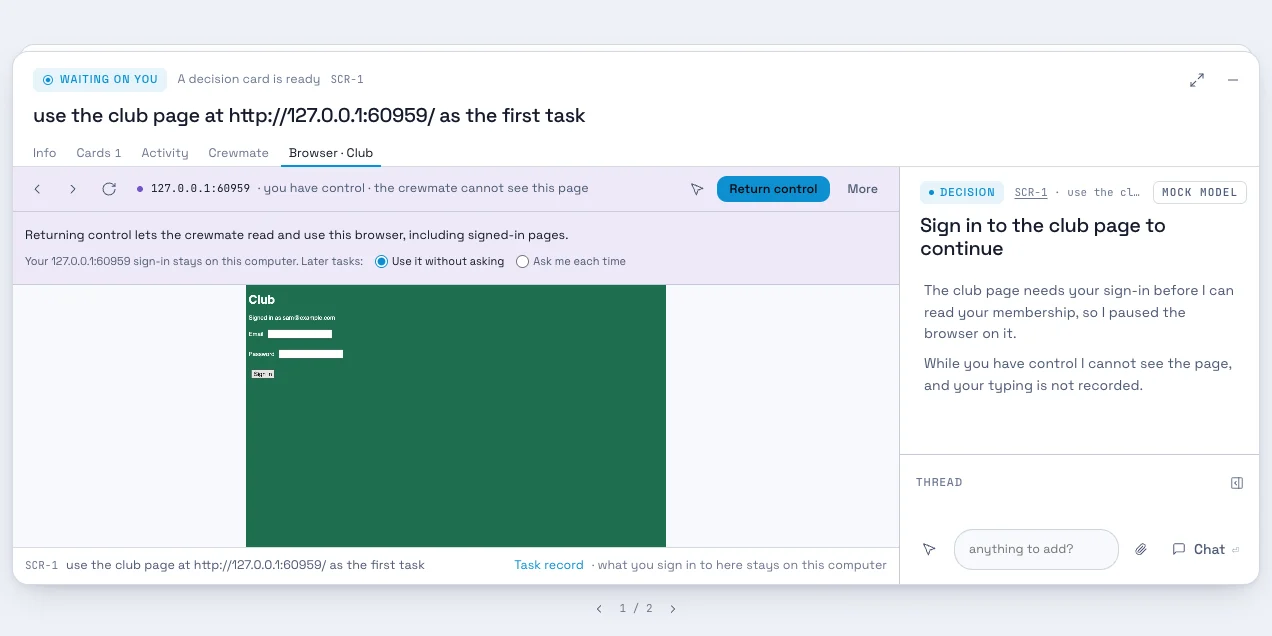 WAITING ON YOU A decision card is ready SCR-1
use the club page at http://127.0.0.1:60959/ as the first task
Info Cards 1 Activity Crewmate Browser · Club
127.0.0.1:60959 · you have control · the crewmate cannot see this page Return control More
Returning control lets the crewmate read and use this browser, including signed-in pages.
Your 127.0.0.1:60959 sign-in stays on this computer. Later tasks: Use it without asking Ask me each time
Club
Signed in as sam@example.com
Email
Password
Sign in
SCR-1 use the club page at http://127.0.0.1:60959/ as the first task Task record · what you sign in to here stays on this computer
DECISION SCR-1 · use the cl… MOCK MODEL
Sign in to the club page to
continue
The club page needs your sign-in before I can
read your membership, so I paused the
browser on it.
While you have control I cannot see the page,
and your typing is not recorded.
THREAD
anything to add? Chat
1 / 2